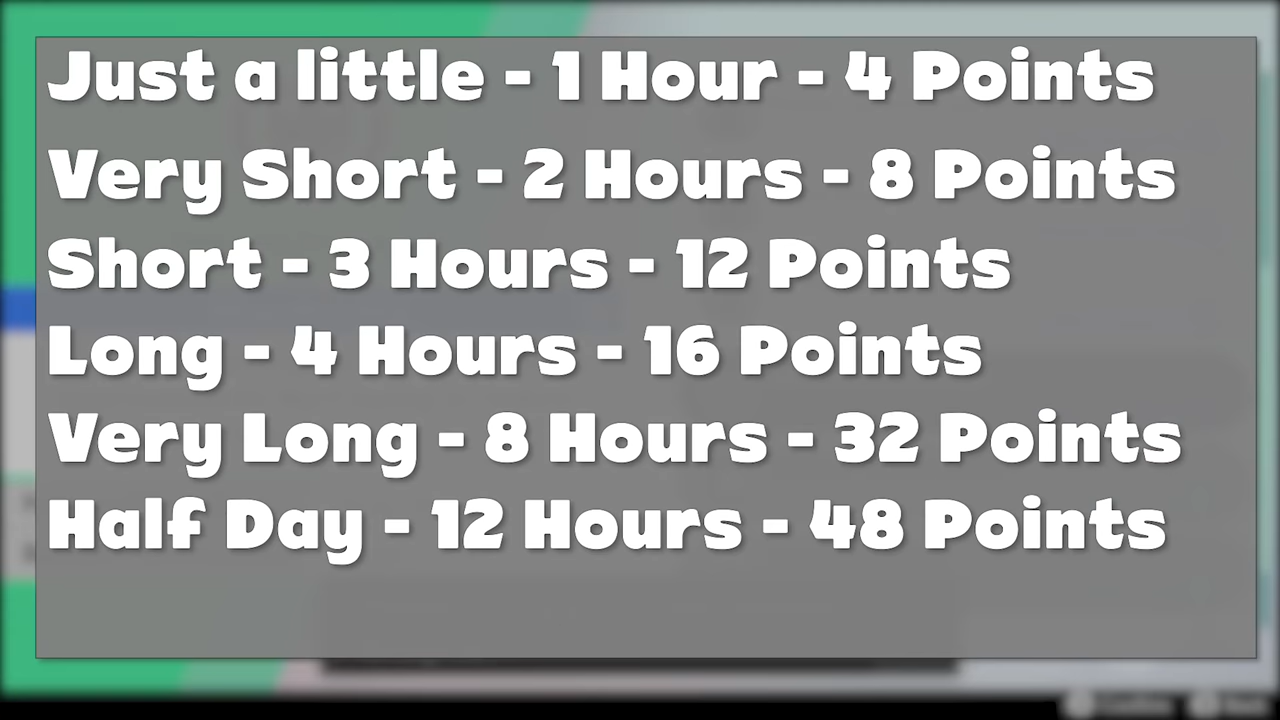 Just a little - 1 Hour - 4 Points
Very Short - 2 Hours - 8 Points
Short - 3 Hours - 12 Points
Long - 4 Hours - 16 Points
Very Long - 8 Hours - 32 Points
Half Day - 12 Hours - 48 Points